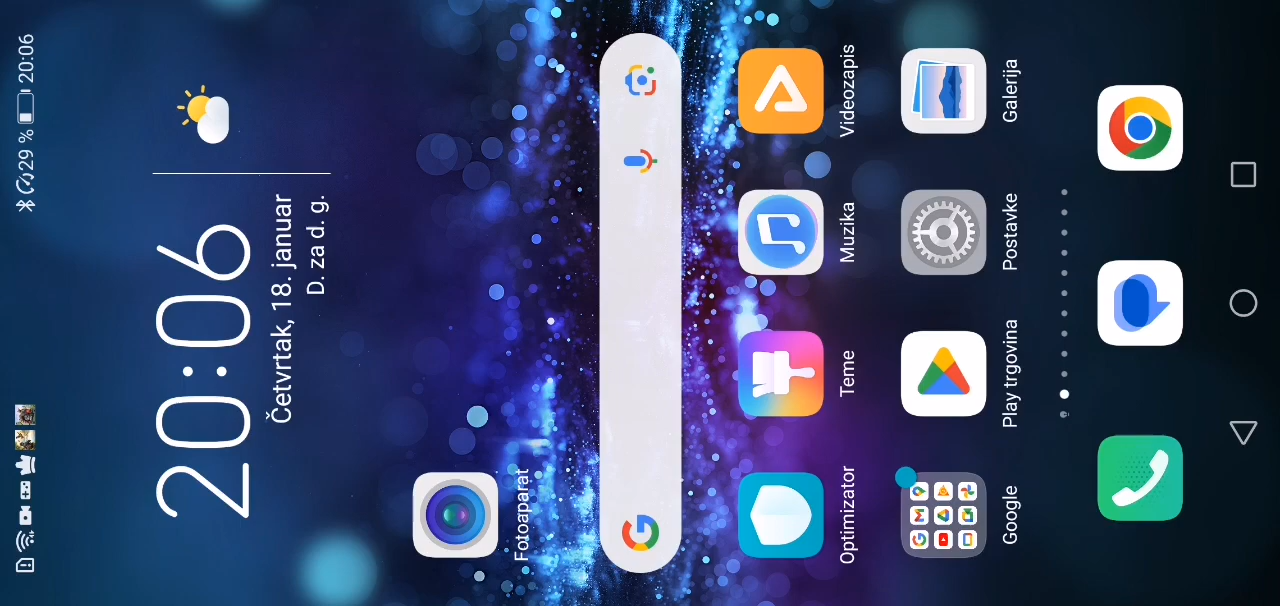 29 % 20:06
20:06
Četvrtak, 18. januar
D. za d. g.
Fotoaparat
Optimizator
Teme
Muzika
Videozapis
Google
Play trgovina
Postavke
Galerija